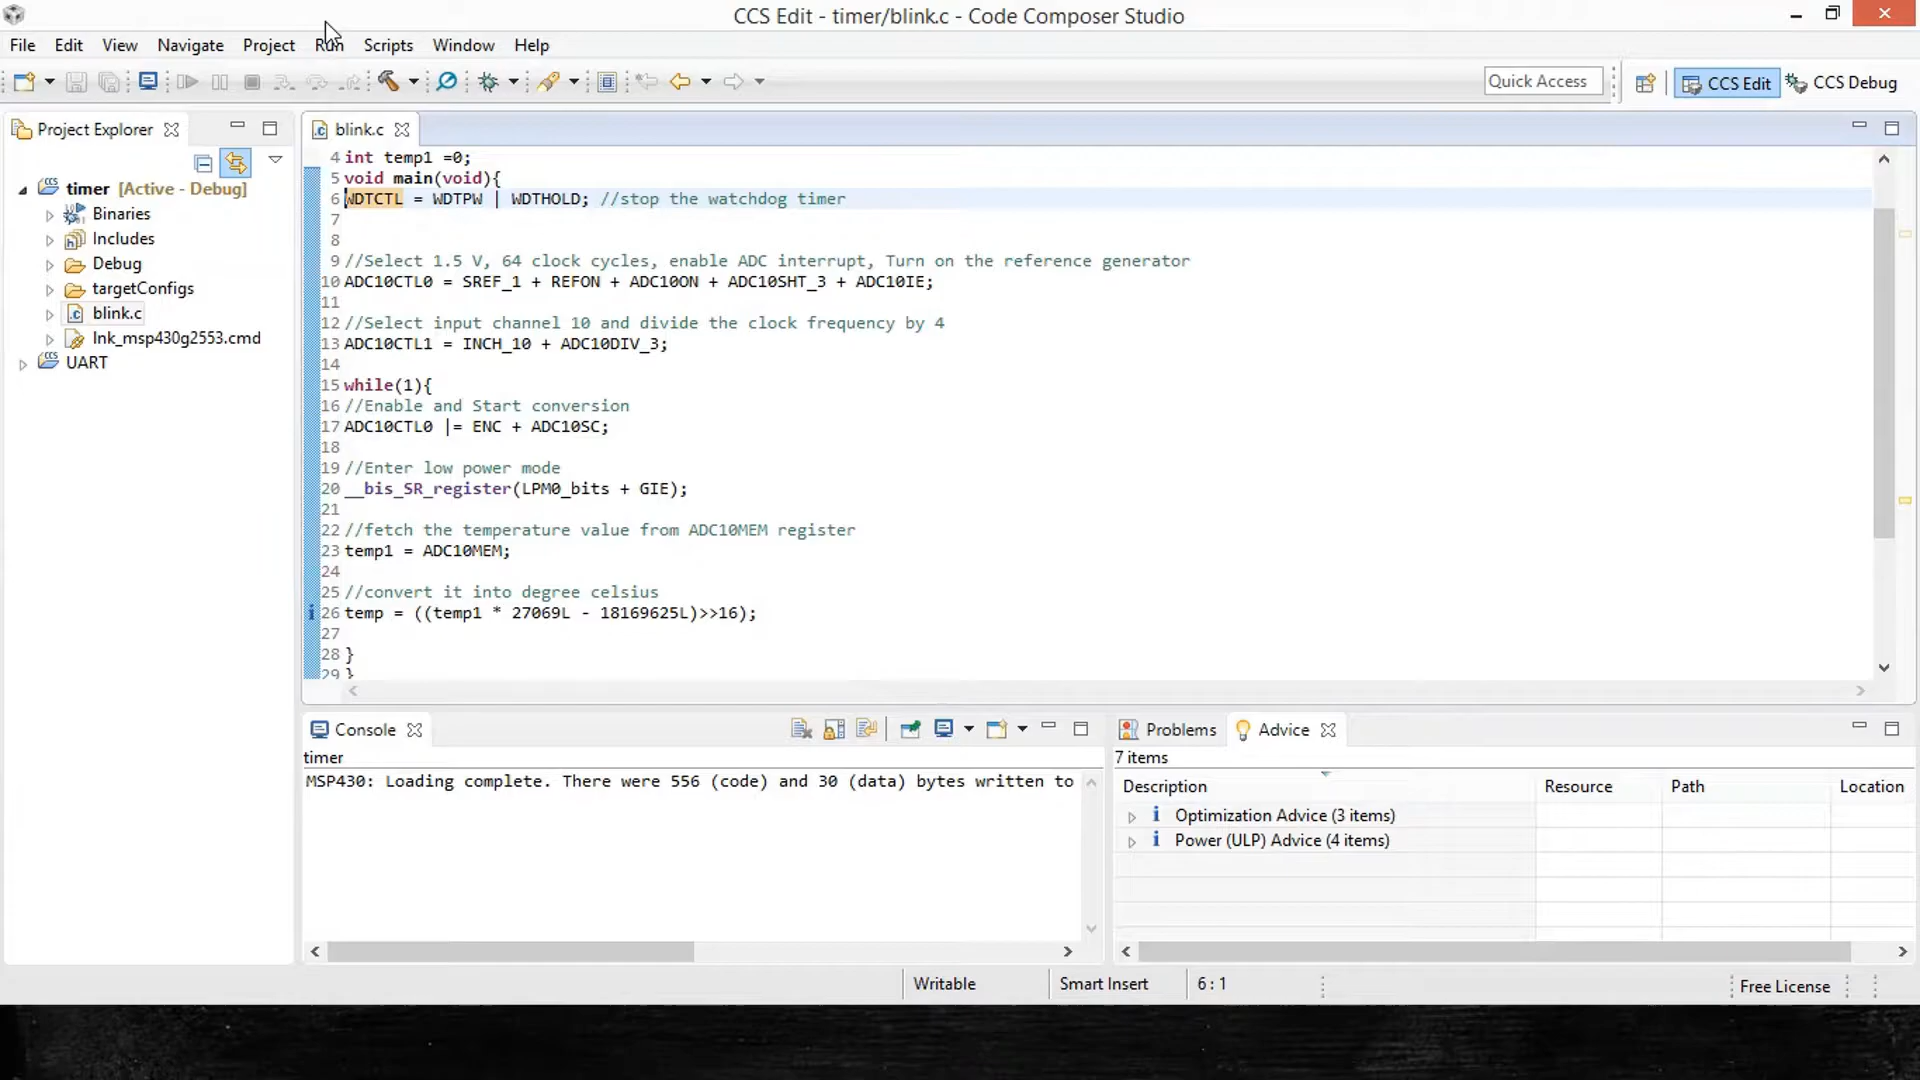 CCS Edit - timer/blink.c - Code Composer Studio
File Edit View Navigate Project Run Scripts Window Help
Quick Access
CCS Edit
CCS Debug
Project Explorer
timer [Active - Debug]
Binaries
Includes
Debug
targetConfigs
blink.c
lnk_msp430g2553.cmd
UART
blink.c
4 int temp1 =0;
5 void main(void){
6 WDTCTL = WDTPW | WDTHOLD; //stop the watchdog timer
7
8
9 //Select 1.5 V, 64 clock cycles, enable ADC interrupt, Turn on the reference generator
10 ADC10CTL0 = SREF_1 + REFON + ADC10ON + ADC10SHT_3 + ADC10IE;
11
12 //Select input channel 10 and divide the clock frequency by 4
13 ADC10CTL1 = INCH_10 + ADC10DIV_3;
14
15 while(1){
16 //Enable and Start conversion
17 ADC10CTL0 |= ENC + ADC10SC;
18
19 //Enter low power mode
20 __bis_SR_register(LPM0_bits + GIE);
21
22 //fetch the temperature value from ADC10MEM register
23 temp1 = ADC10MEM;
24
25 //convert it into degree celsius
26 temp = ((temp1 * 27069L - 18169625L)>>16);
27
28 }
29 }
Console
timer
MSP430: Loading complete. There were 556 (code) and 30 (data) bytes written to
Problems
Advice
7 items
Description Resource Path Location
Optimization Advice (3 items)
Power (ULP) Advice (4 items)
Writable Smart Insert 6 : 1 Free License